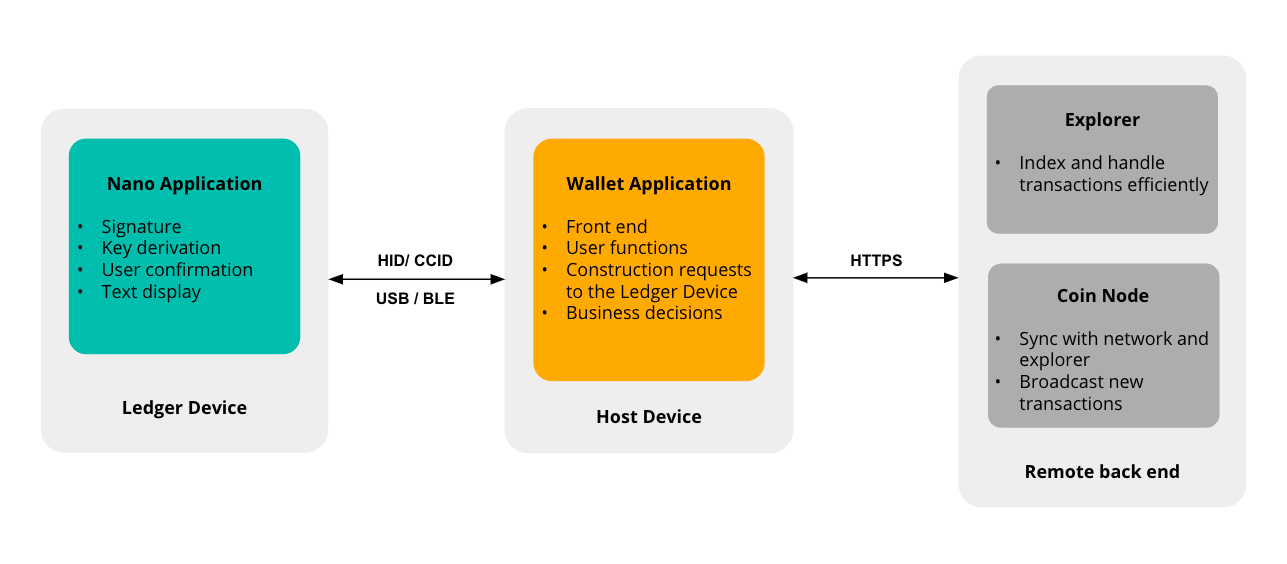 Nano Application
• Signature
• Key derivation
• User confirmation
• Text display
Ledger Device
HID/ CCID
USB / BLE
Wallet Application
• Front end
• User functions
• Construction requests
to the Ledger Device
• Business decisions
Host Device
HTTPS
Explorer
• Index and handle
transactions efficiently
Coin Node
• Sync with network and
explorer
• Broadcast new
transactions
Remote back end